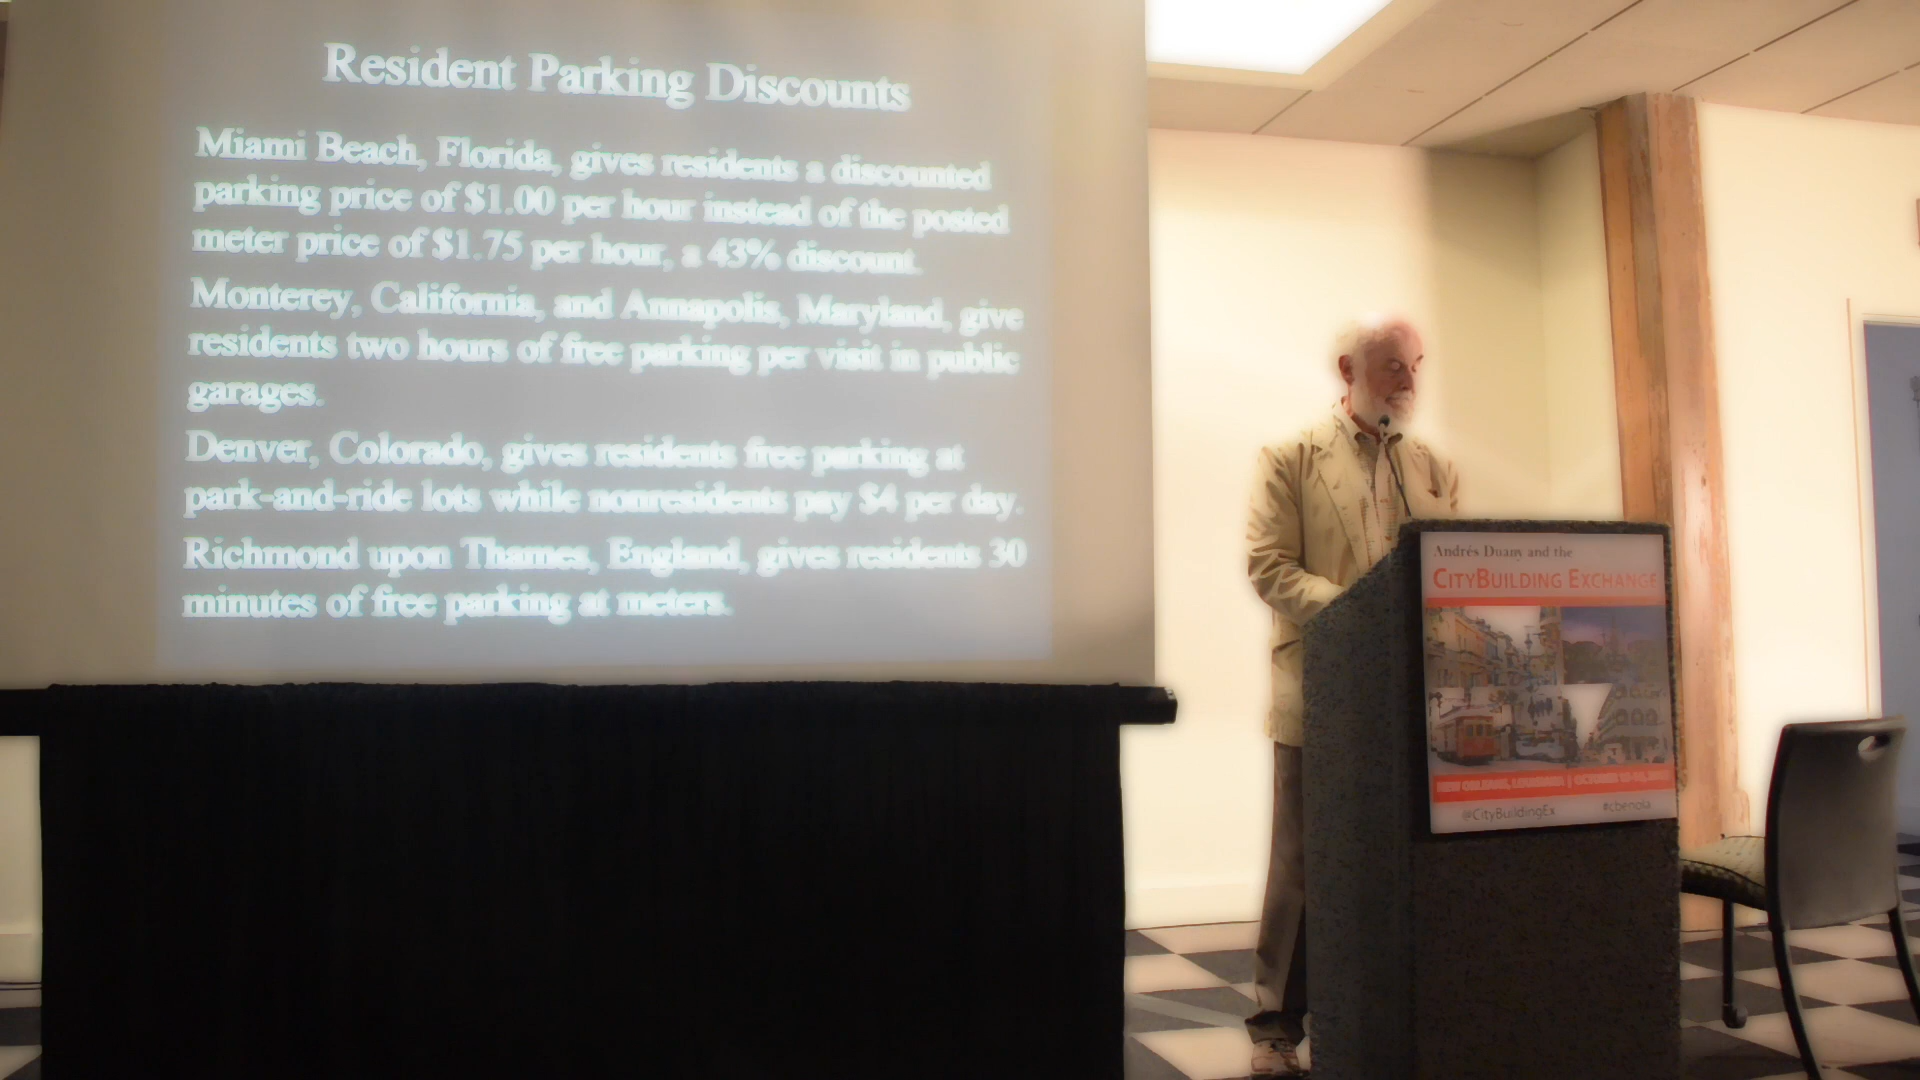 Resident Parking Discounts
Miami Beach, Florida, gives residents a discounted
parking price of $1.00 per hour instead of the posted
meter price of $1.75 per hour, a 43% discount.
Monterey, California, and Annapolis, Maryland, give
residents two hours of free parking per visit in public
garages.
Denver, Colorado, gives residents free parking at
park-and-ride lots while nonresidents pay $4 per day.
Richmond upon Thames, England, gives residents 30
minutes of free parking at meters.
Andrés Duany and the
CITYBUILDING EXCHANGE
NEW ORLEANS, LOUISIANA | OCTOBER
@CityBuildingEx #cbenola